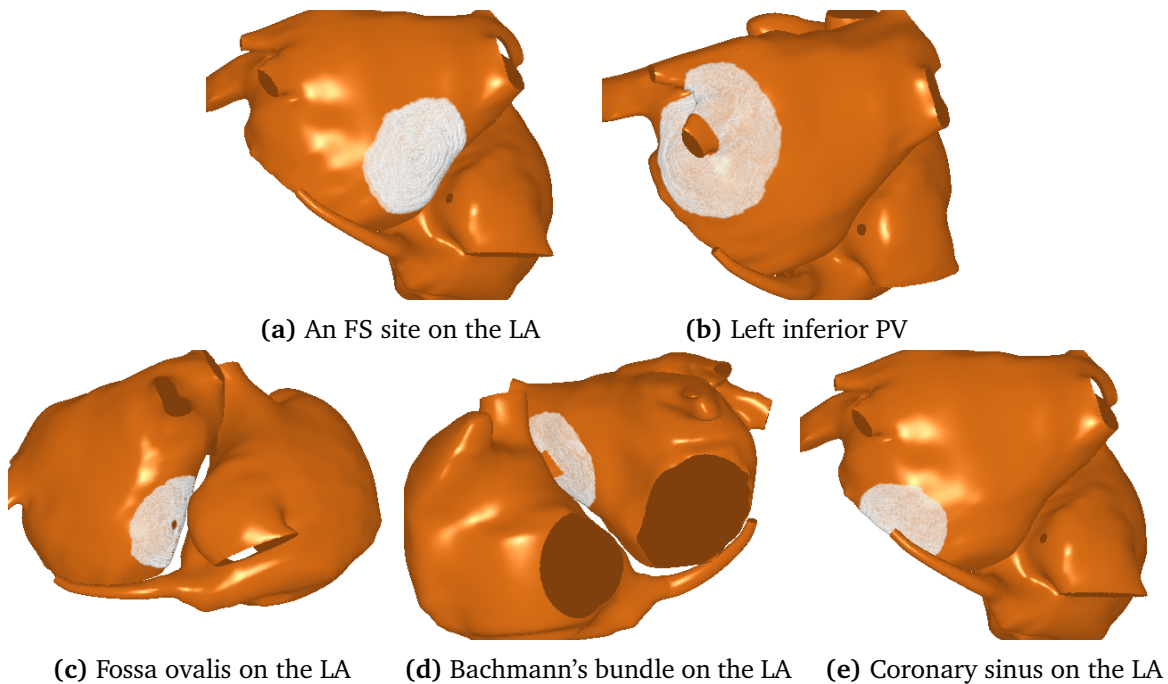 (a) An FS site on the LA
(b) Left inferior PV
(c) Fossa ovalis on the LA
(d) Bachmann’s bundle on the LA
(e) Coronary sinus on the LA